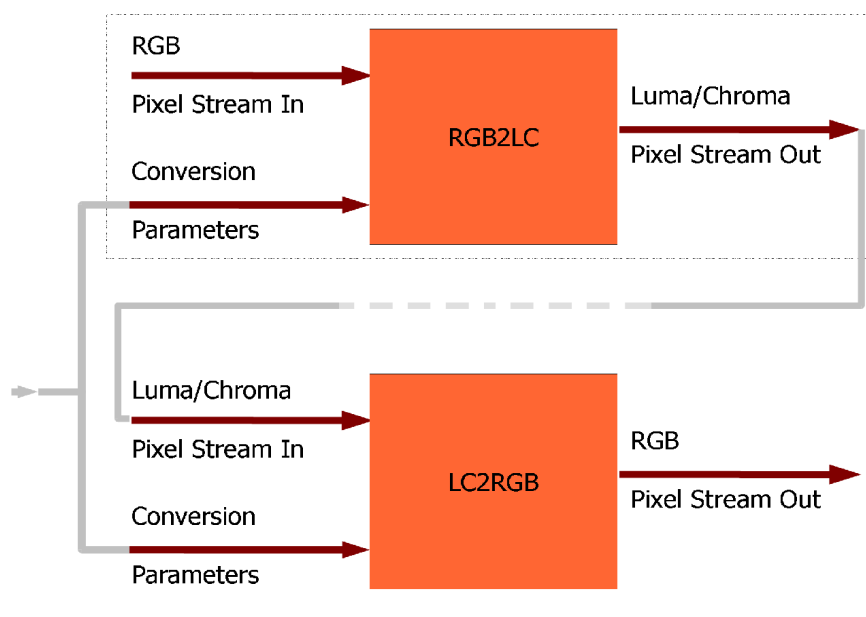 RGB
Pixel Stream In
Conversion
Parameters
RGB2LC
Luma/Chroma
Pixel Stream Out
Luma/Chroma
Pixel Stream In
Conversion
Parameters
LC2RGB
RGB
Pixel Stream Out